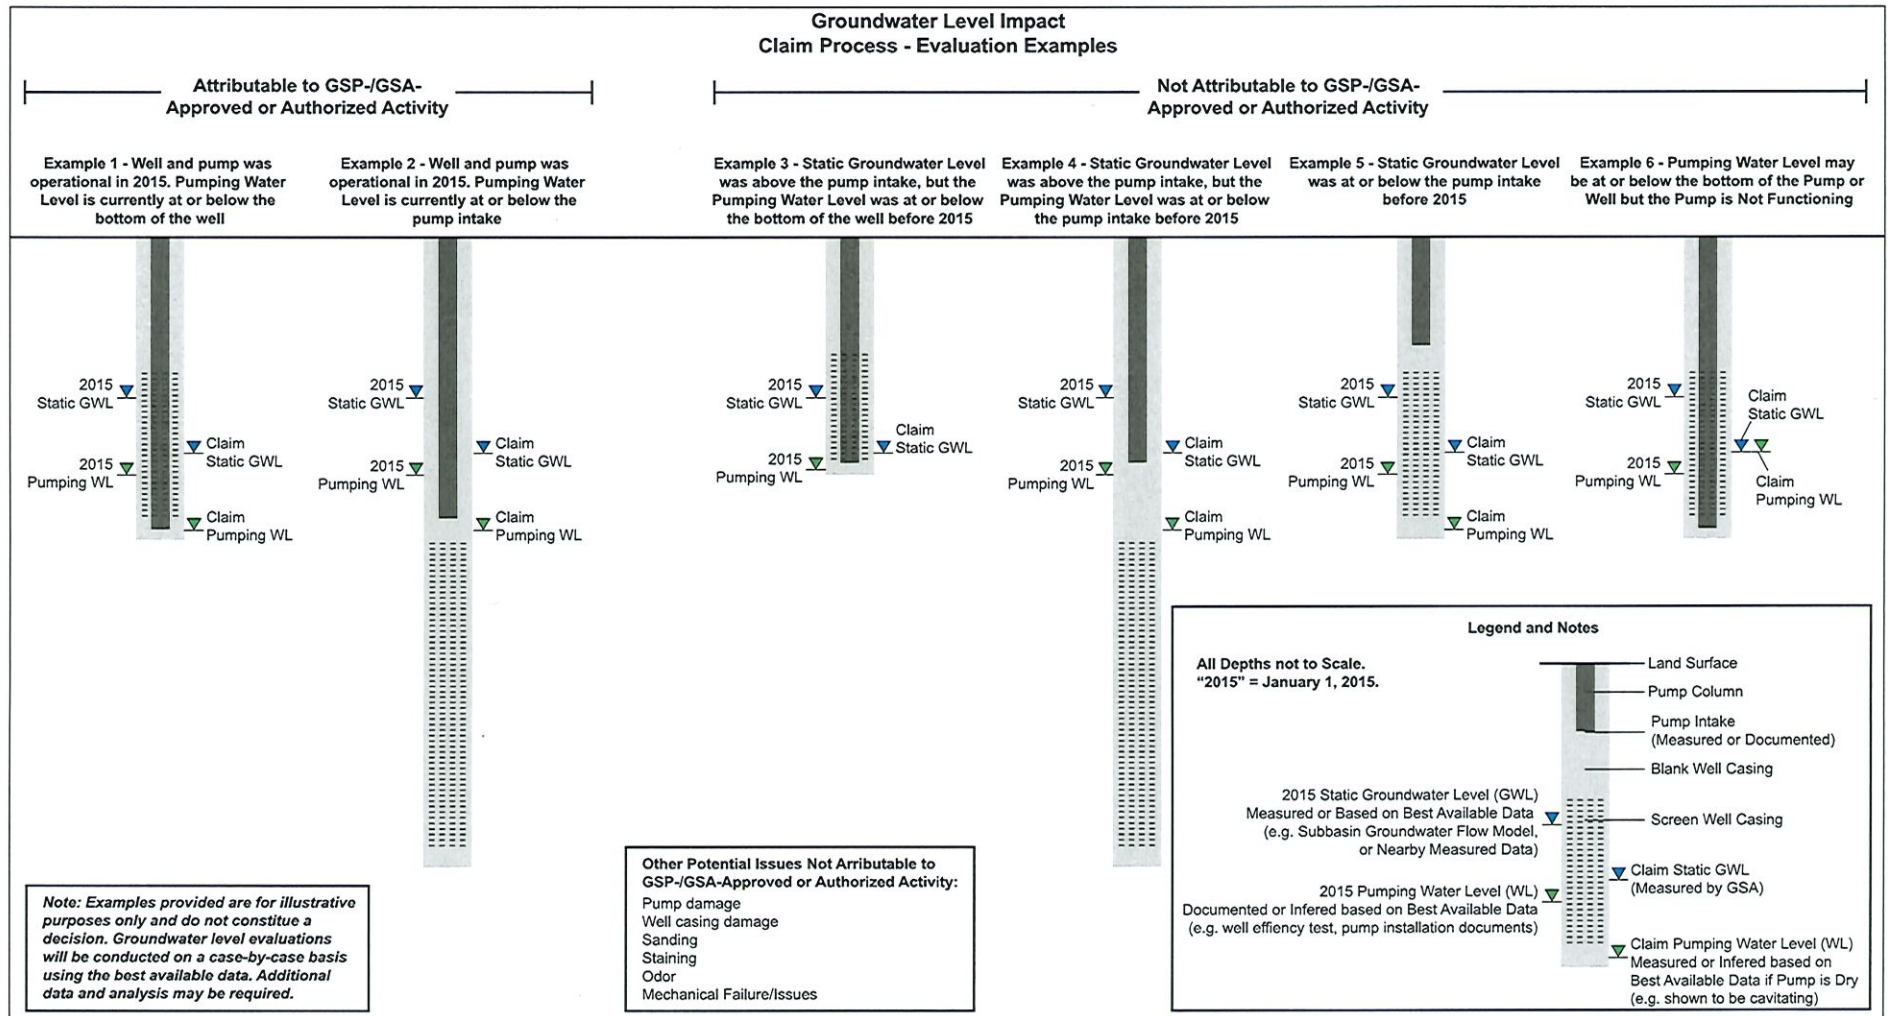 Groundwater Level Impact
Claim Process - Evaluation Examples
Attributable to GSP-/GSA-
Approved or Authorized Activity
Not Attributable to GSP-/GSA-
Approved or Authorized Activity
Example 1 - Well and pump was
operational in 2015. Pumping Water
Level is currently at or below the
bottom of the well
Example 2 - Well and pump was
operational in 2015. Pumping Water
Level is currently at or below the
pump intake
Example 3 - Static Groundwater Level
was above the pump intake, but the
Pumping Water Level was at or below
the bottom of the well before 2015
Example 4 - Static Groundwater Level
was above the pump intake, but the
Pumping Water Level was at or below
the pump intake before 2015
Example 5 - Static Groundwater Level
was at or below the pump intake
before 2015
Example 6 - Pumping Water Level may
be at or below the bottom of the Pump or
Well but the Pump is Not Functioning
2015
Static GWL
2015
Pumping WL
Claim
Static GWL
Claim
Pumping WL
2015
Static GWL
2015
Pumping WL
Claim
Static GWL
Claim
Pumping WL
2015
Static GWL
2015
Pumping WL
Claim
Static GWL
2015
Static GWL
2015
Pumping WL
Claim
Static GWL
Claim
Pumping WL
2015
Static GWL
2015
Pumping WL
Claim
Static GWL
Claim
Pumping WL
2015
Static GWL
2015
Pumping WL
Claim
Static GWL
Claim
Pumping WL
Note: Examples provided are for illustrative
purposes only and do not constitute a
decision. Groundwater level evaluations
will be conducted on a case-by-case basis
using the best available data. Additional
data and analysis may be required.
Other Potential Issues Not Arributable to
GSP-/GSA-Approved or Authorized Activity:
Pump damage
Well casing damage
Sanding
Staining
Odor
Mechanical Failure/Issues
Legend and Notes
All Depths not to Scale.
“2015” = January 1, 2015.
Land Surface
Pump Column
Pump Intake
(Measured or Documented)
Blank Well Casing
Screen Well Casing
2015 Static Groundwater Level (GWL)
Measured or Based on Best Available Data
(e.g. Subbasin Groundwater Flow Model,
or Nearby Measured Data)
Claim Static GWL
(Measured by GSA)
2015 Pumping Water Level (WL)
Documented or Infered based on Best Available Data
(e.g. well effiency test, pump installation documents)
Claim Pumping Water Level (WL)
Measured or Infered based on
Best Available Data if Pump is Dry
(e.g. shown to be cavitating)